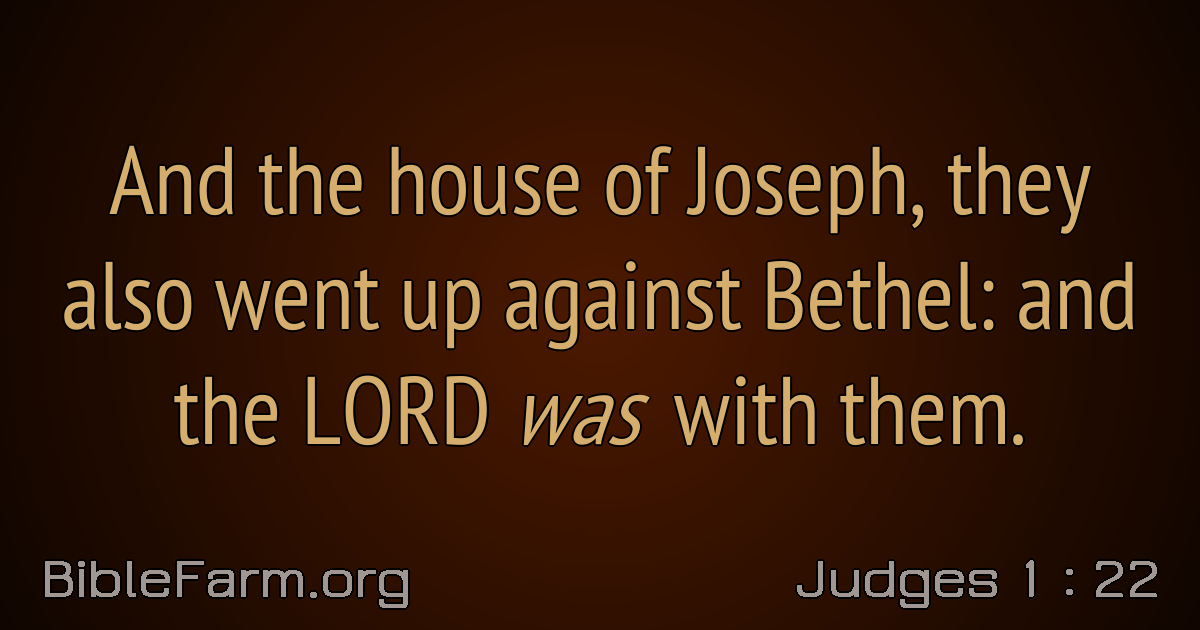 And the house of Joseph, they
also went up against Bethel: and
the LORD was with them.
BibleFarm.org
Judges 1 : 22